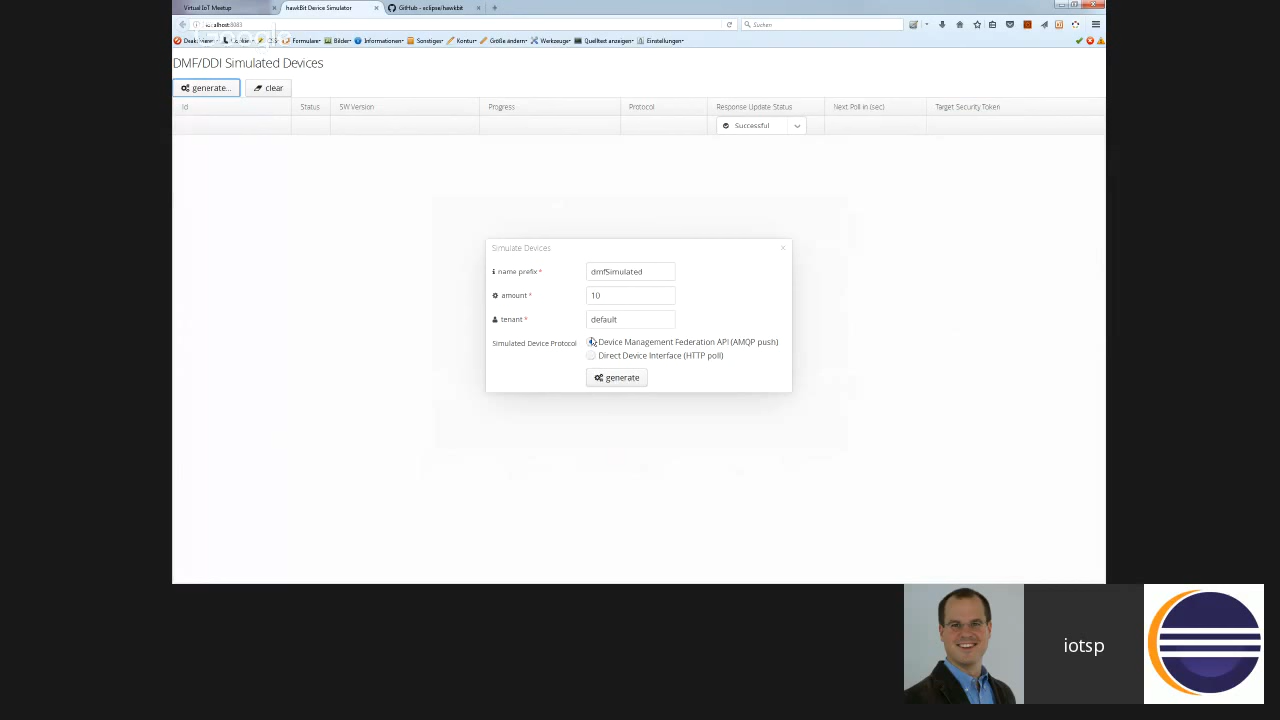 Virtual IoT Meetup
hawkBit Device Simulator
GitHub - eclipse/hawkbit
Suchen
Formulare
Bilder
Informationen
Sonstiges
Kontur
Größe ändern
Werkzeuge
Quelltext anzeigen
Einstellungen
DMF/DDI Simulated Devices
generate...
clear
Id
Status
SW Version
Progress
Protocol
Response Update Status
Next Poll in (sec)
Target Security Token
Successful
Simulate Devices
name prefix*
dmfSimulated
amount*
10
tenant*
default
Simulated Device Protocol
Device Management Federation API (AMQP push)
Direct Device Interface (HTTP poll)
generate
iotsp